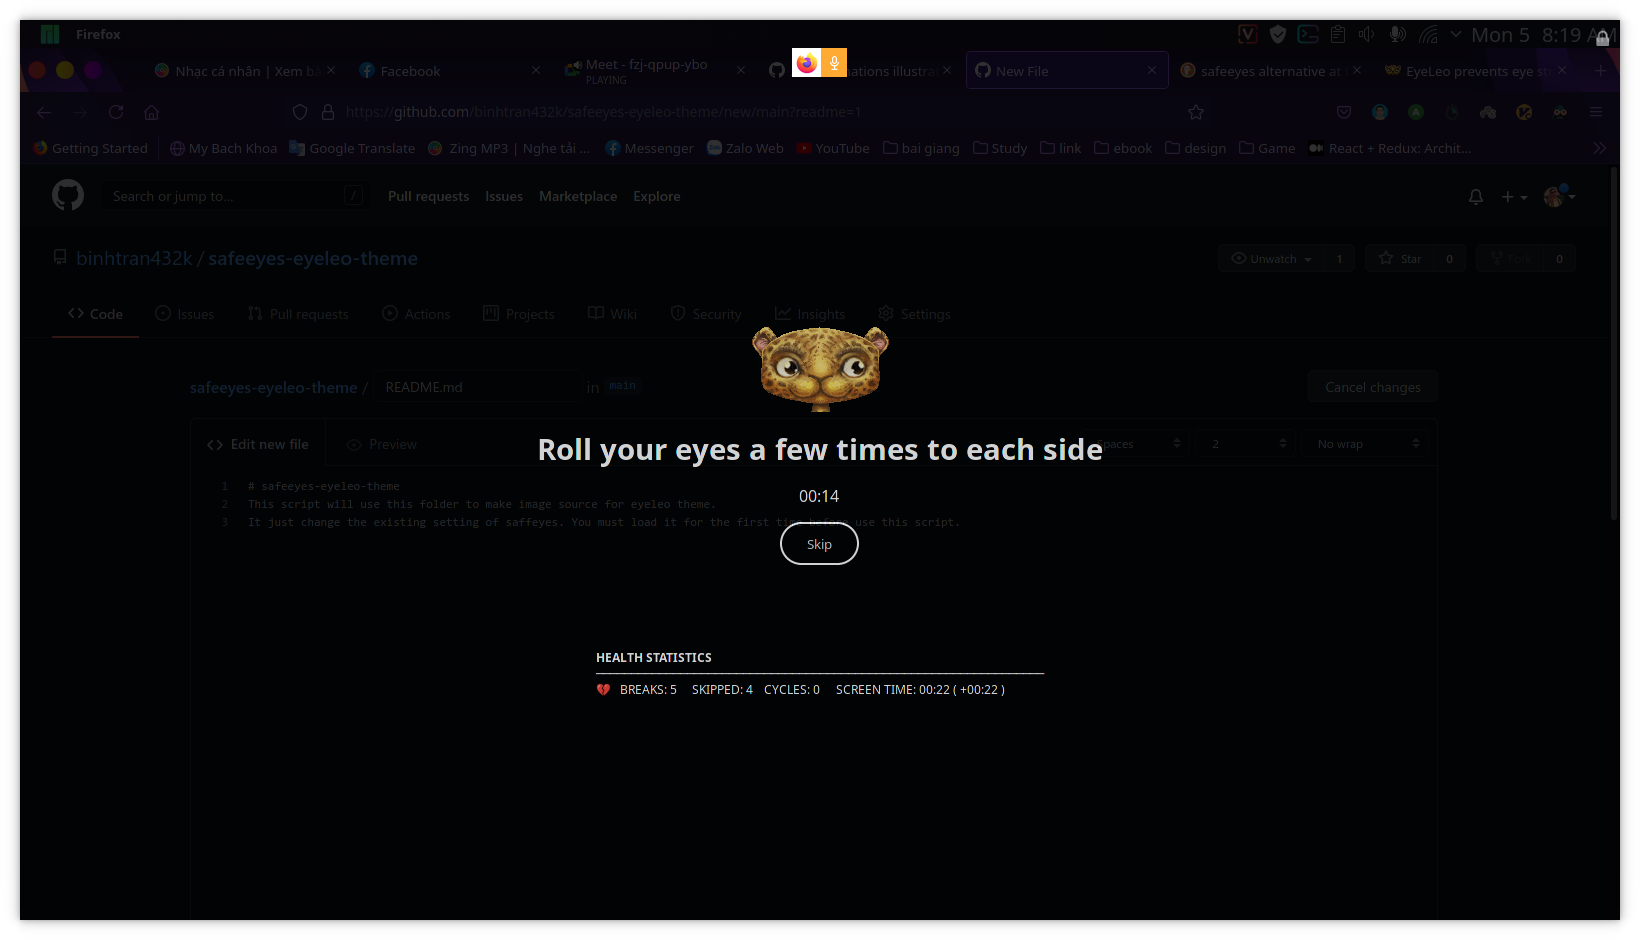 Firefox
Mon 5 8:19 AM
Nhạc cá nhân | Xem bà
Facebook
Meet - fzj-qpup-ybo
PLAYING
nations illustra
New File
safeeyes alternative at
EyeLeo prevents eye st
https://github.com/binhtran432k/safeeyes-eyeleo-theme/new/main?readme=1
Getting Started
My Bach Khoa
Google Translate
Zing MP3 | Nghe tải ...
Messenger
Zalo Web
YouTube
bai giang
Study
link
ebook
design
Game
React + Redux: Archit...
Search or jump to...
/
Pull requests
Issues
Marketplace
Explore
binhtran432k / safeeyes-eyeleo-theme
Unwatch
1
Star
0
Fork
0
Code
Issues
Pull requests
Actions
Projects
Wiki
Security
Insights
Settings
safeeyes-eyeleo-theme / README.md in main
Cancel changes
Edit new file
Preview
Spaces
2
No wrap
Roll your eyes a few times to each side
1 # safeeyes-eyeleo-theme
2 This script will use this folder to make image source for eyeleo theme.
3 It just change the existing setting of saffeyes. You must load it for the first time before use this script.
00:14
Skip
HEALTH STATISTICS
BREAKS: 5 SKIPPED: 4 CYCLES: 0 SCREEN TIME: 00:22 ( +00:22 )